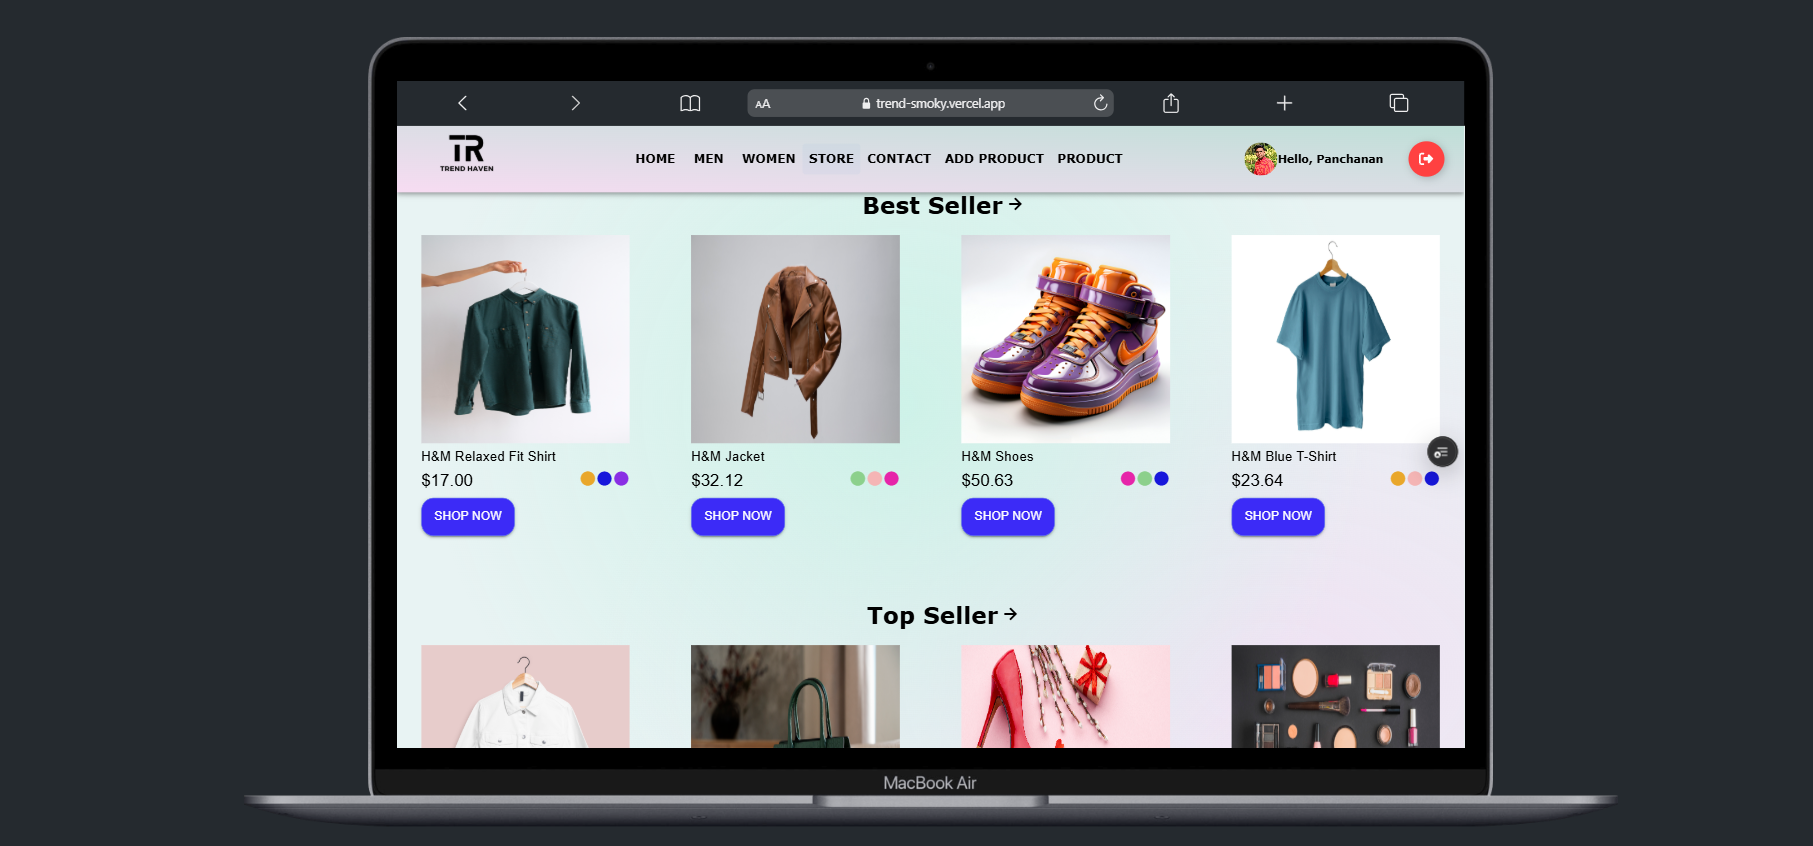 AA trend-smoky.vercel.app
TR
TREND HAVEN
HOME MEN WOMEN STORE CONTACT ADD PRODUCT PRODUCT
Hello, Panchanan
Best Seller →
H&M Relaxed Fit Shirt
$17.00
SHOP NOW
H&M Jacket
$32.12
SHOP NOW
H&M Shoes
$50.63
SHOP NOW
H&M Blue T-Shirt
$23.64
SHOP NOW
Top Seller →
MacBook Air